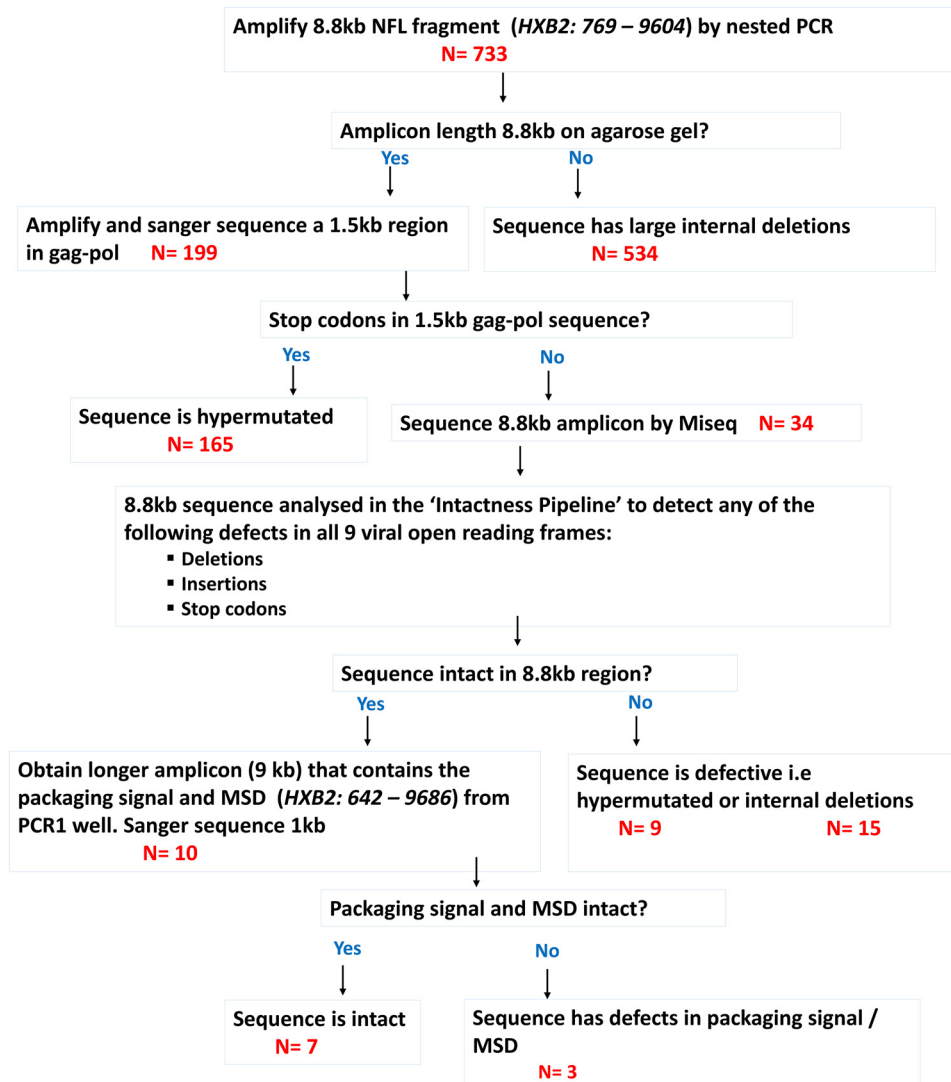 Amplify 8.8kb NFL fragment (HXB2: 769 – 9604) by nested PCR
N= 733
Amplicon length 8.8kb on agarose gel?
Yes
No
Amplify and sanger sequence a 1.5kb region
in gag-pol N= 199
Sequence has large internal deletions
N= 534
Stop codons in 1.5kb gag-pol sequence?
Yes
No
Sequence is hypermutated
N= 165
Sequence 8.8kb amplicon by Miseq N= 34
8.8kb sequence analysed in the ‘Intactness Pipeline’ to detect any of the
following defects in all 9 viral open reading frames:
▪ Deletions
▪ Insertions
▪ Stop codons
Sequence intact in 8.8kb region?
Yes
No
Obtain longer amplicon (9 kb) that contains the
packaging signal and MSD (HXB2: 642 – 9686) from
PCR1 well. Sanger sequence 1kb
N= 10
Sequence is defective i.e
hypermutated or internal deletions
N= 9 N= 15
Packaging signal and MSD intact?
Yes
No
Sequence is intact
N= 7
Sequence has defects in packaging signal /
MSD
N= 3